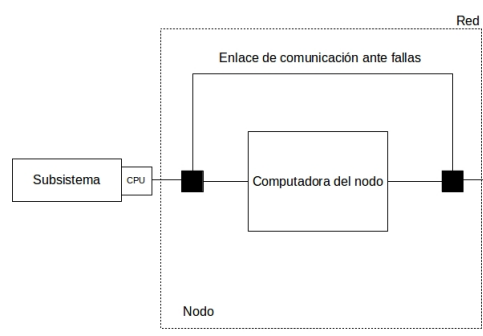 Red
Enlace de comunicación ante fallas
Subsistema
CPU
Computadora del nodo
Nodo